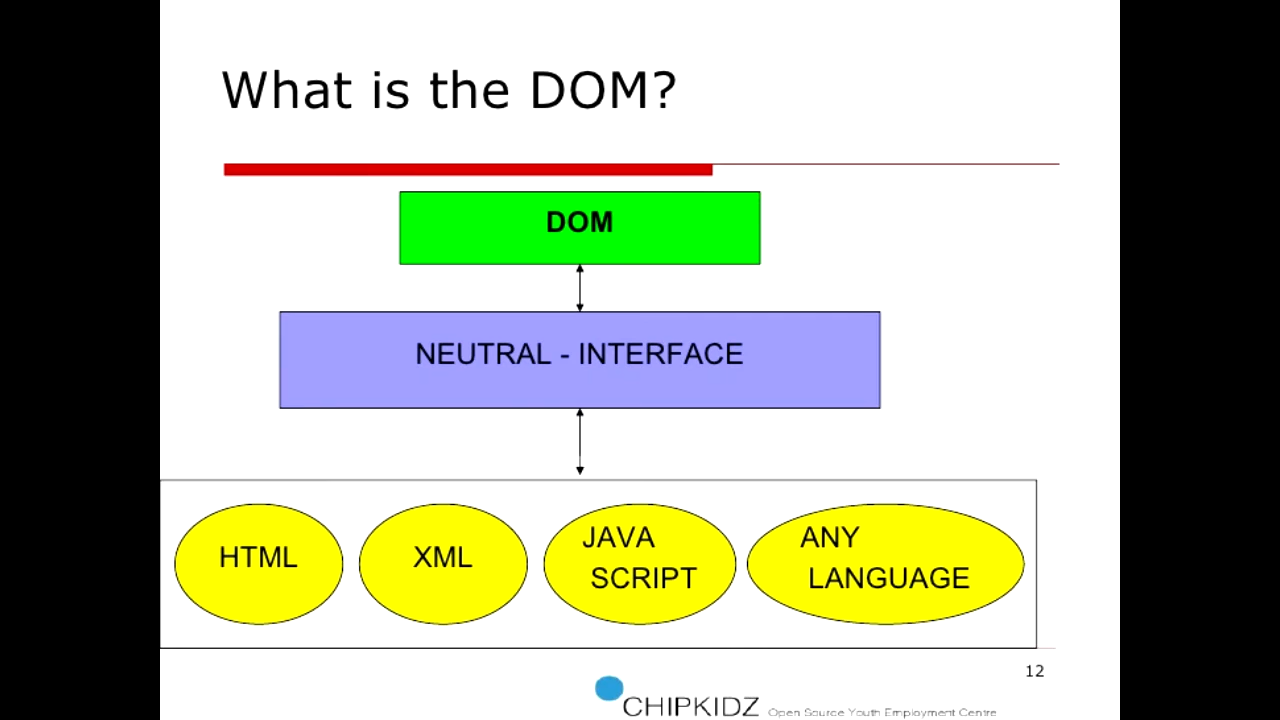 What is the DOM?
DOM
NEUTRAL - INTERFACE
HTML
XML
JAVA
SCRIPT
ANY
LANGUAGE
12
CHIPKIDZ Open Source Youth Employment Centre